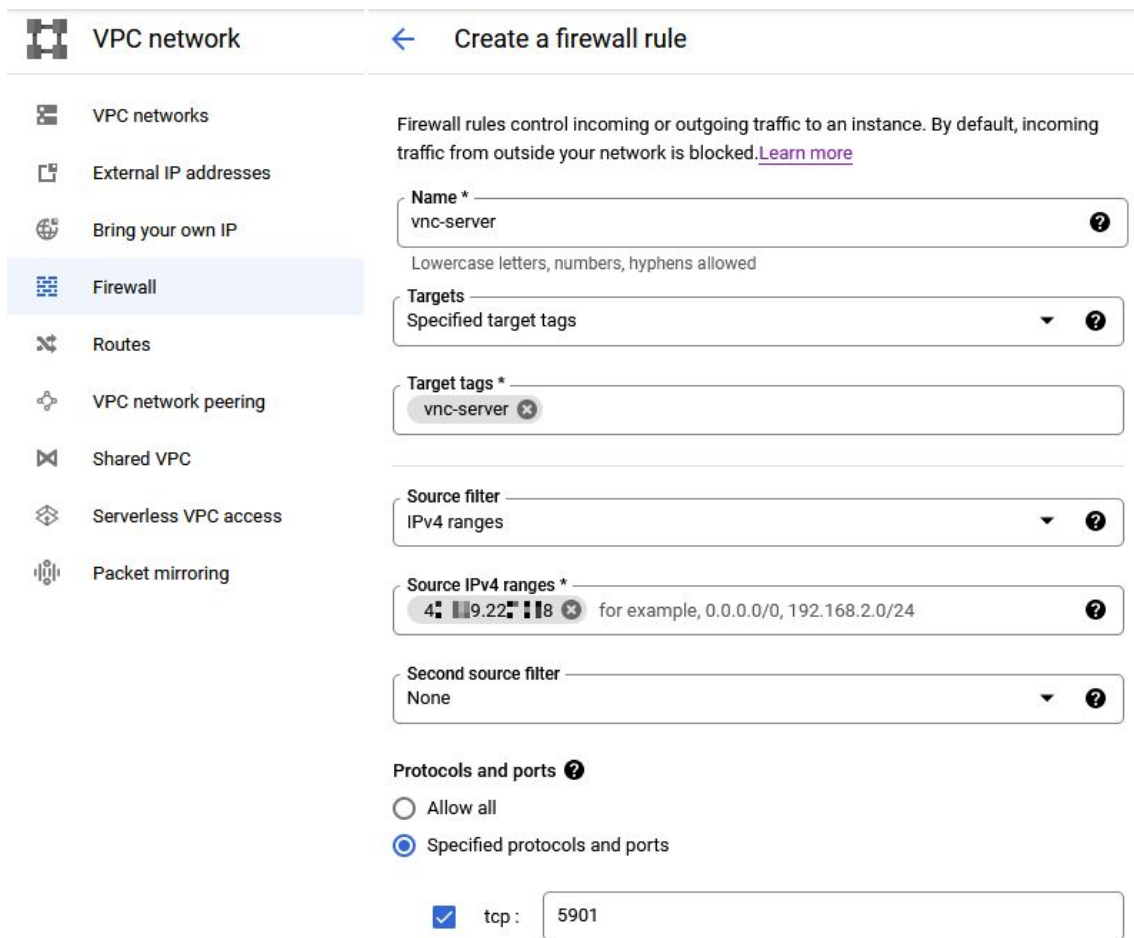 VPC network
Create a firewall rule
VPC networks
External IP addresses
Bring your own IP
Firewall
Routes
VPC network peering
Shared VPC
Serverless VPC access
Packet mirroring
Firewall rules control incoming or outgoing traffic to an instance. By default, incoming
traffic from outside your network is blocked. Learn more
Name *
vnc-server
Lowercase letters, numbers, hyphens allowed
Targets
Specified target tags
Target tags *
vnc-server
Source filter
IPv4 ranges
Source IPv4 ranges *
for example, 0.0.0.0/0, 192.168.2.0/24
Second source filter
None
Protocols and ports
Allow all
Specified protocols and ports
tcp : 5901